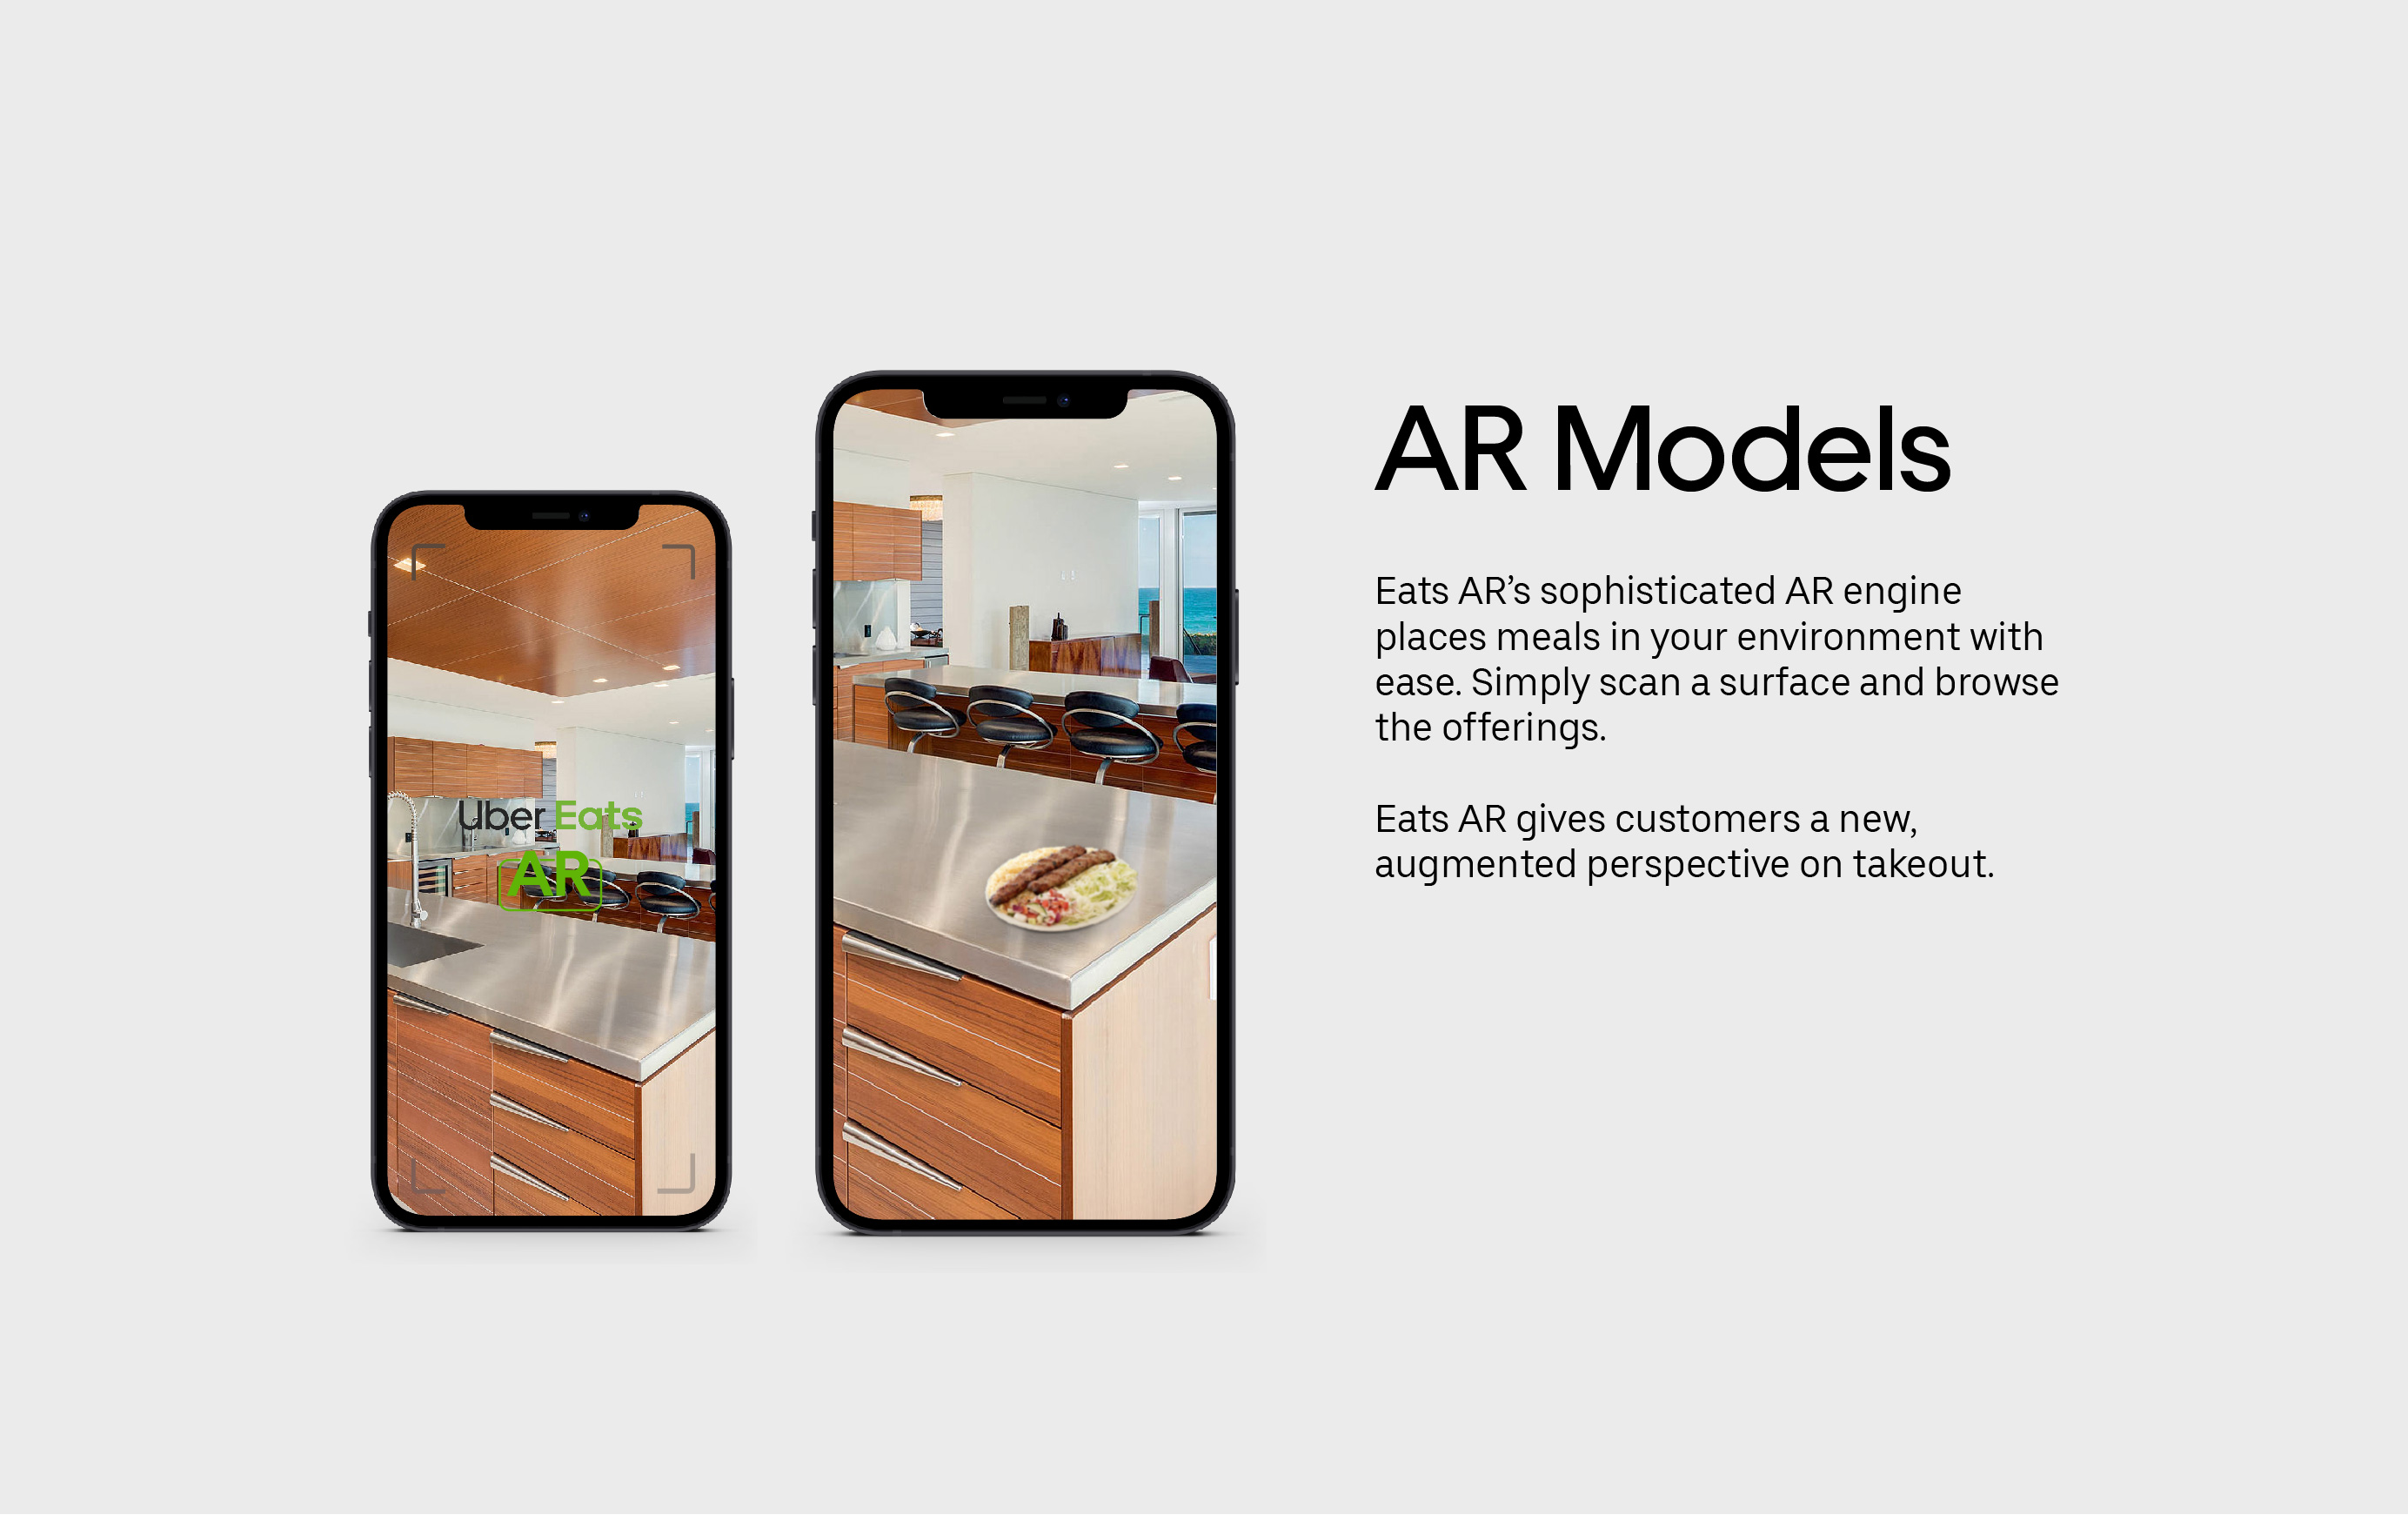 Uber Eats
AR
AR Models
Eats AR’s sophisticated AR engine
places meals in your environment with
ease. Simply scan a surface and browse
the offerings.
Eats AR gives customers a new,
augmented perspective on takeout.